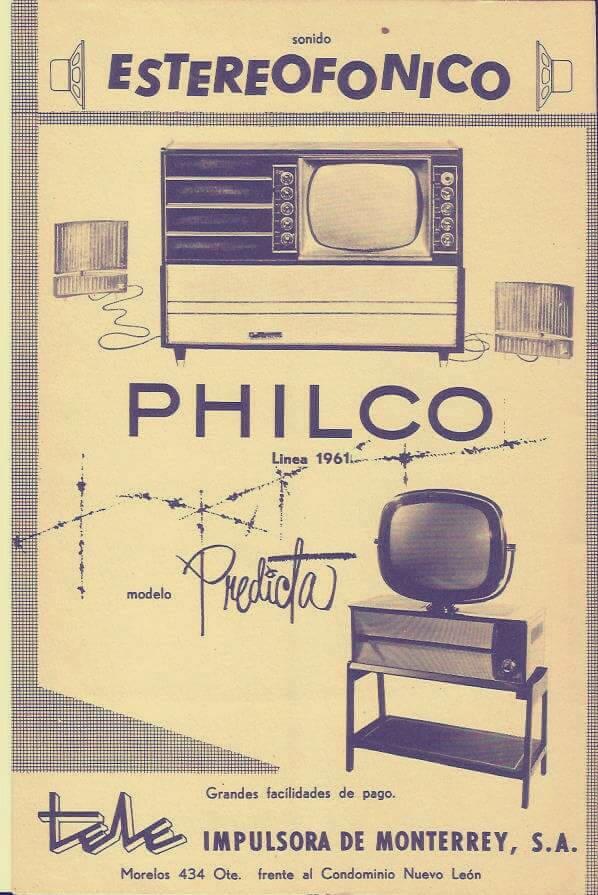 sonido
ESTEREOFONICO
PHILCO
Linea 1961.
modelo Predicta
Grandes facilidades de pago.
tele IMPULSORA DE MONTERREY, S.A.
Morelos 434 Ote. frente al Condominio Nuevo León